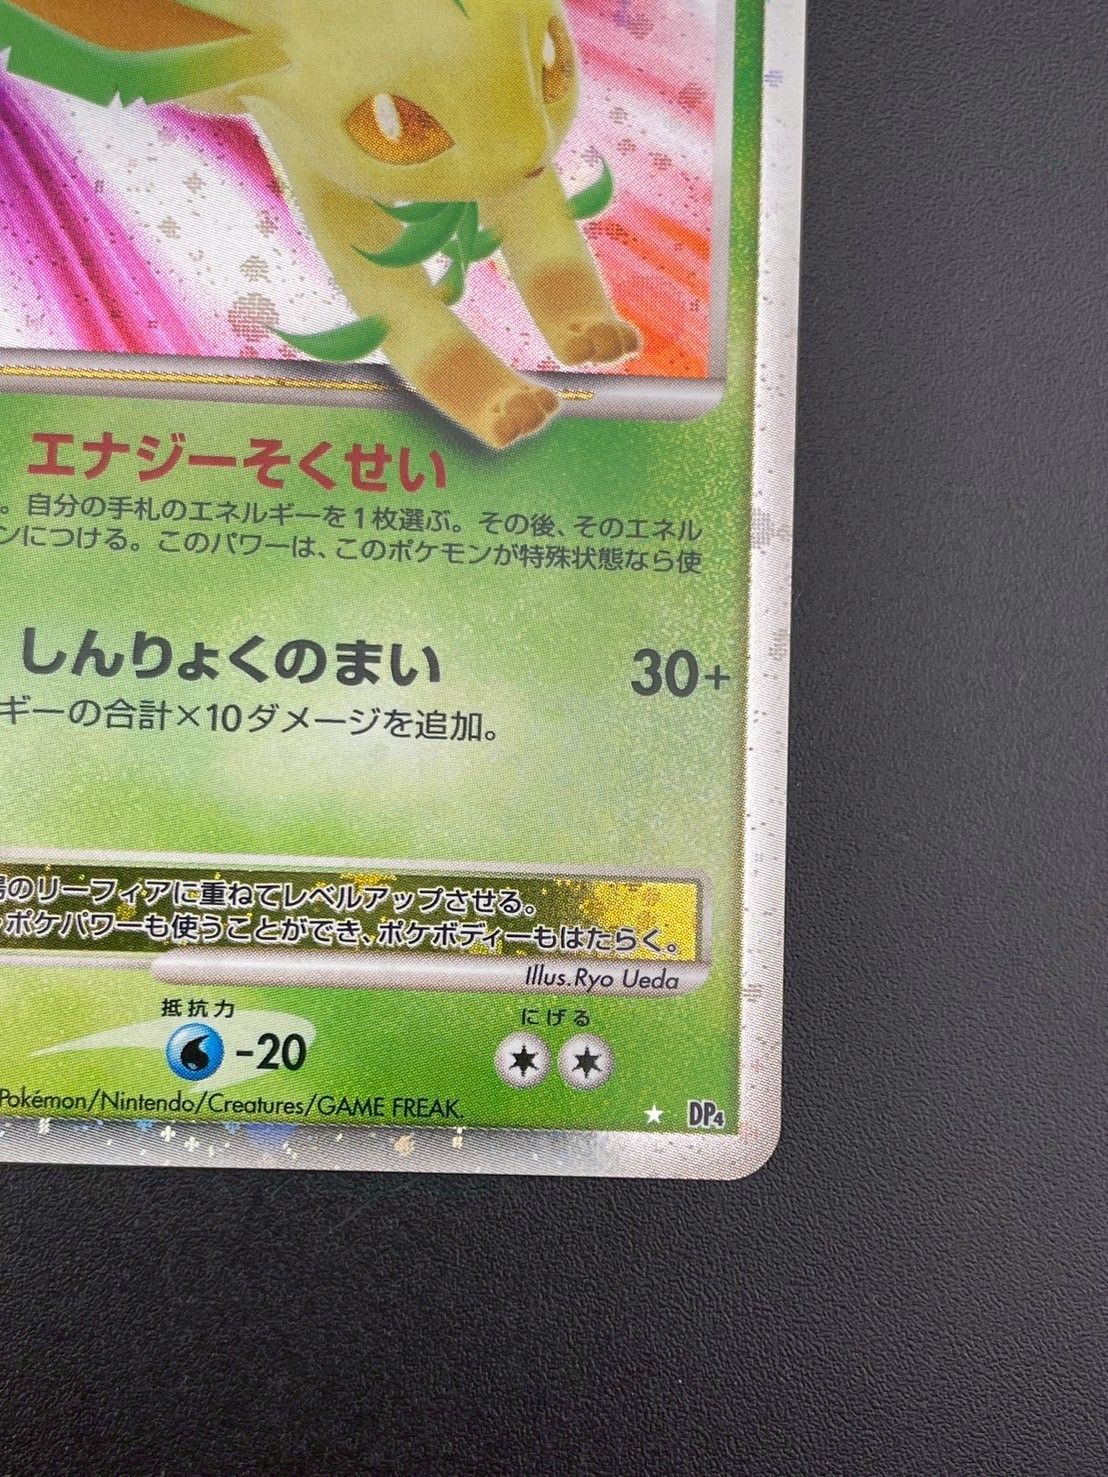 エナジーそくせい
。自分の手札のエネルギーを1枚選ぶ。その後、そのエネル
ンにつける。このパワーは、このポケモンが特殊状態なら使
しんりょくのまい 30+
ギーの合計×10ダメージを追加。
場のリーフィアに重ねてレベルアップさせる。
ポケパワーも使うことができ、ポケボディーもはたらく。
Illus.Ryo Ueda
抵抗力 にげる
-20
Pokémon/Nintendo/Creatures/GAME FREAK.
★ DP4